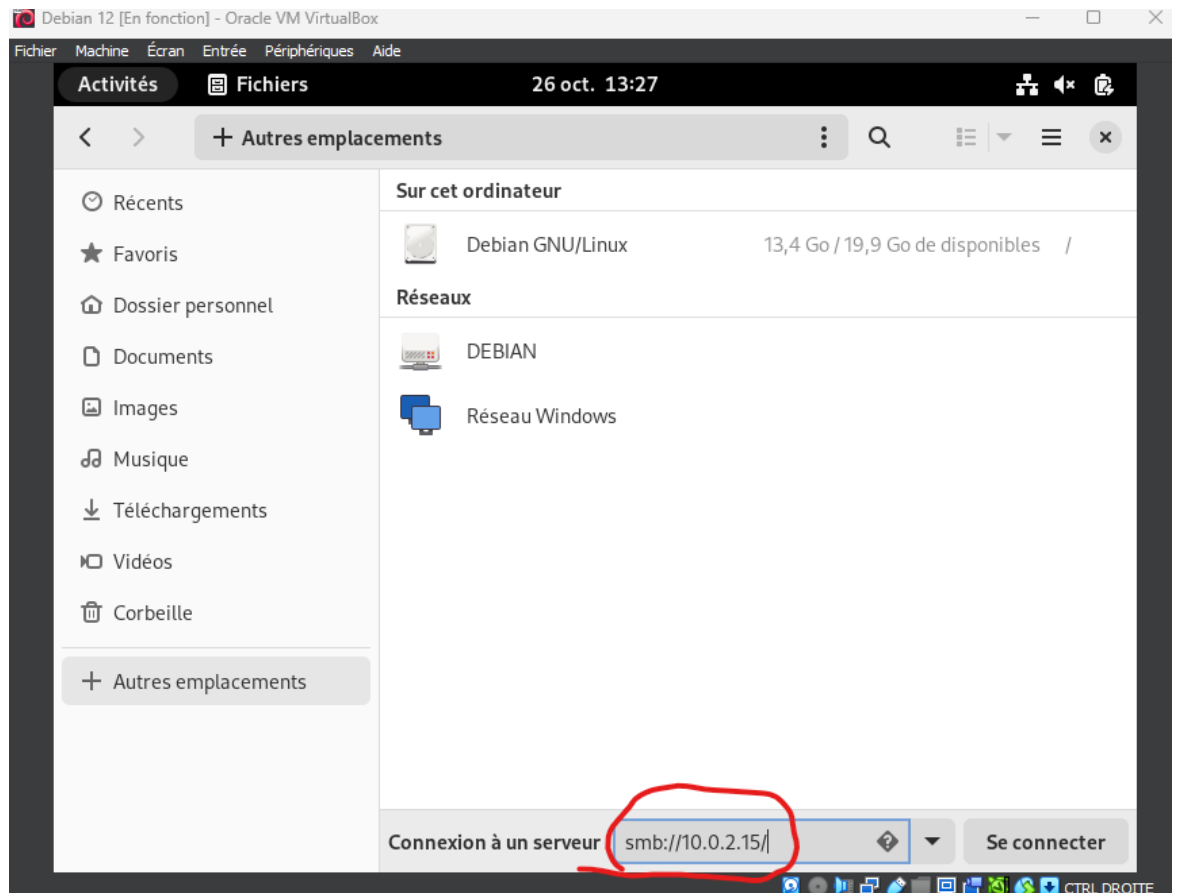 Debian 12 [En fonction] - Oracle VM VirtualBox
Fichier Machine Écran Entrée Périphériques Aide
Activités Fichiers 26 oct. 13:27
Autres emplacements
Récents
Favoris
Dossier personnel
Documents
Images
Musique
Téléchargements
Vidéos
Corbeille
Autres emplacements
Sur cet ordinateur
Debian GNU/Linux 13,4 Go / 19,9 Go de disponibles /
Réseaux
DEBIAN
Réseau Windows
Connexion à un serveur smb://10.0.2.15/ Se connecter
CTRL DROITE